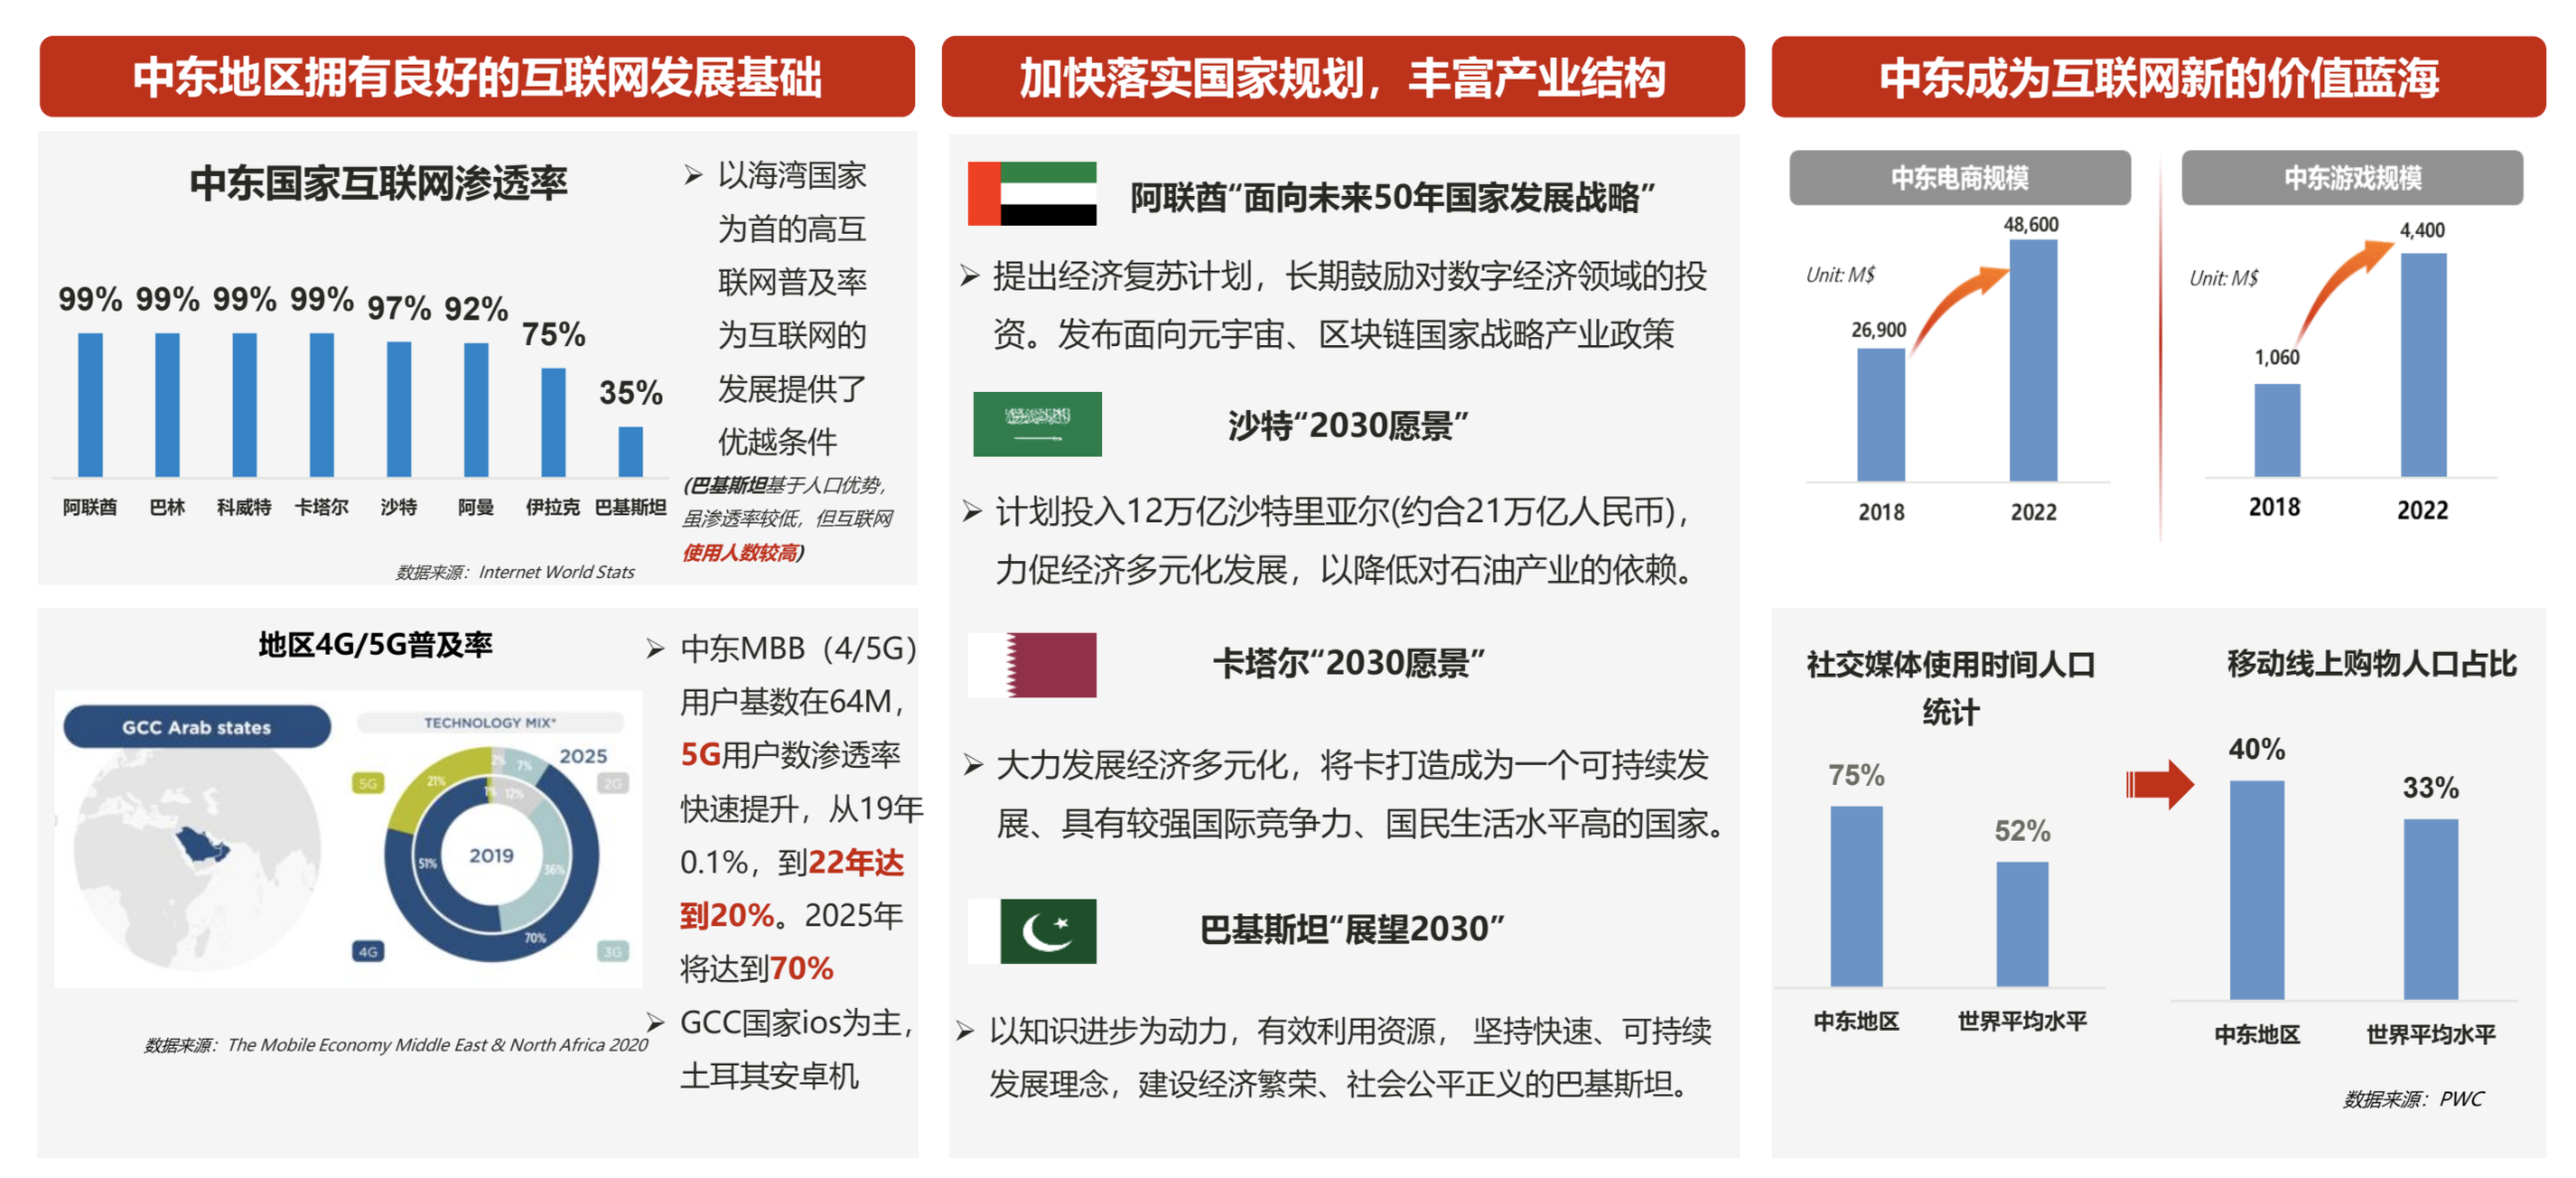 中东地区拥有良好的互联网发展基础
中东国家互联网渗透率
99% 99% 99% 99% 97% 92% 75% 35%
阿联酋 巴林 科威特 卡塔尔 沙特 阿曼 伊拉克 巴基斯坦
数据来源：Internet World Stats
以海湾国家
为首的高互
联网普及率
为互联网的
发展提供了
优越条件
(巴基斯坦基于人口优势，
虽渗透率较低，但互联网
使用人数较高)
地区4G/5G普及率
GCC Arab states
TECHNOLOGY MIX*
2025
2019
5G
2G
4G
3G
21%
2%
7%
1%
12%
51%
36%
70%
数据来源：The Mobile Economy Middle East & North Africa 2020
中东MBB（4/5G）
用户基数在64M，
5G用户数渗透率
快速提升，从19年
0.1%，到22年达
到20%。2025年
将达到70%
GCC国家ios为主，
土耳其安卓机
加快落实国家规划，丰富产业结构
阿联酋“面向未来50年国家发展战略”
提出经济复苏计划，长期鼓励对数字经济领域的投
资。发布面向元宇宙、区块链国家战略产业政策
沙特“2030愿景”
计划投入12万亿沙特里亚尔(约合21万亿人民币)，
力促经济多元化发展，以降低对石油产业的依赖。
卡塔尔“2030愿景”
大力发展经济多元化，将卡打造成为一个可持续发
展、具有较强国际竞争力、国民生活水平高的国家。
巴基斯坦“展望2030”
以知识进步为动力，有效利用资源， 坚持快速、可持续
发展理念，建设经济繁荣、社会公平正义的巴基斯坦。
中东成为互联网新的价值蓝海
中东电商规模
Unit: M$
26,900
48,600
2018
2022
中东游戏规模
Unit: M$
1,060
4,400
2018
2022
社交媒体使用时间人口
统计
75%
52%
中东地区
世界平均水平
移动线上购物人口占比
40%
33%
中东地区
世界平均水平
数据来源：PWC